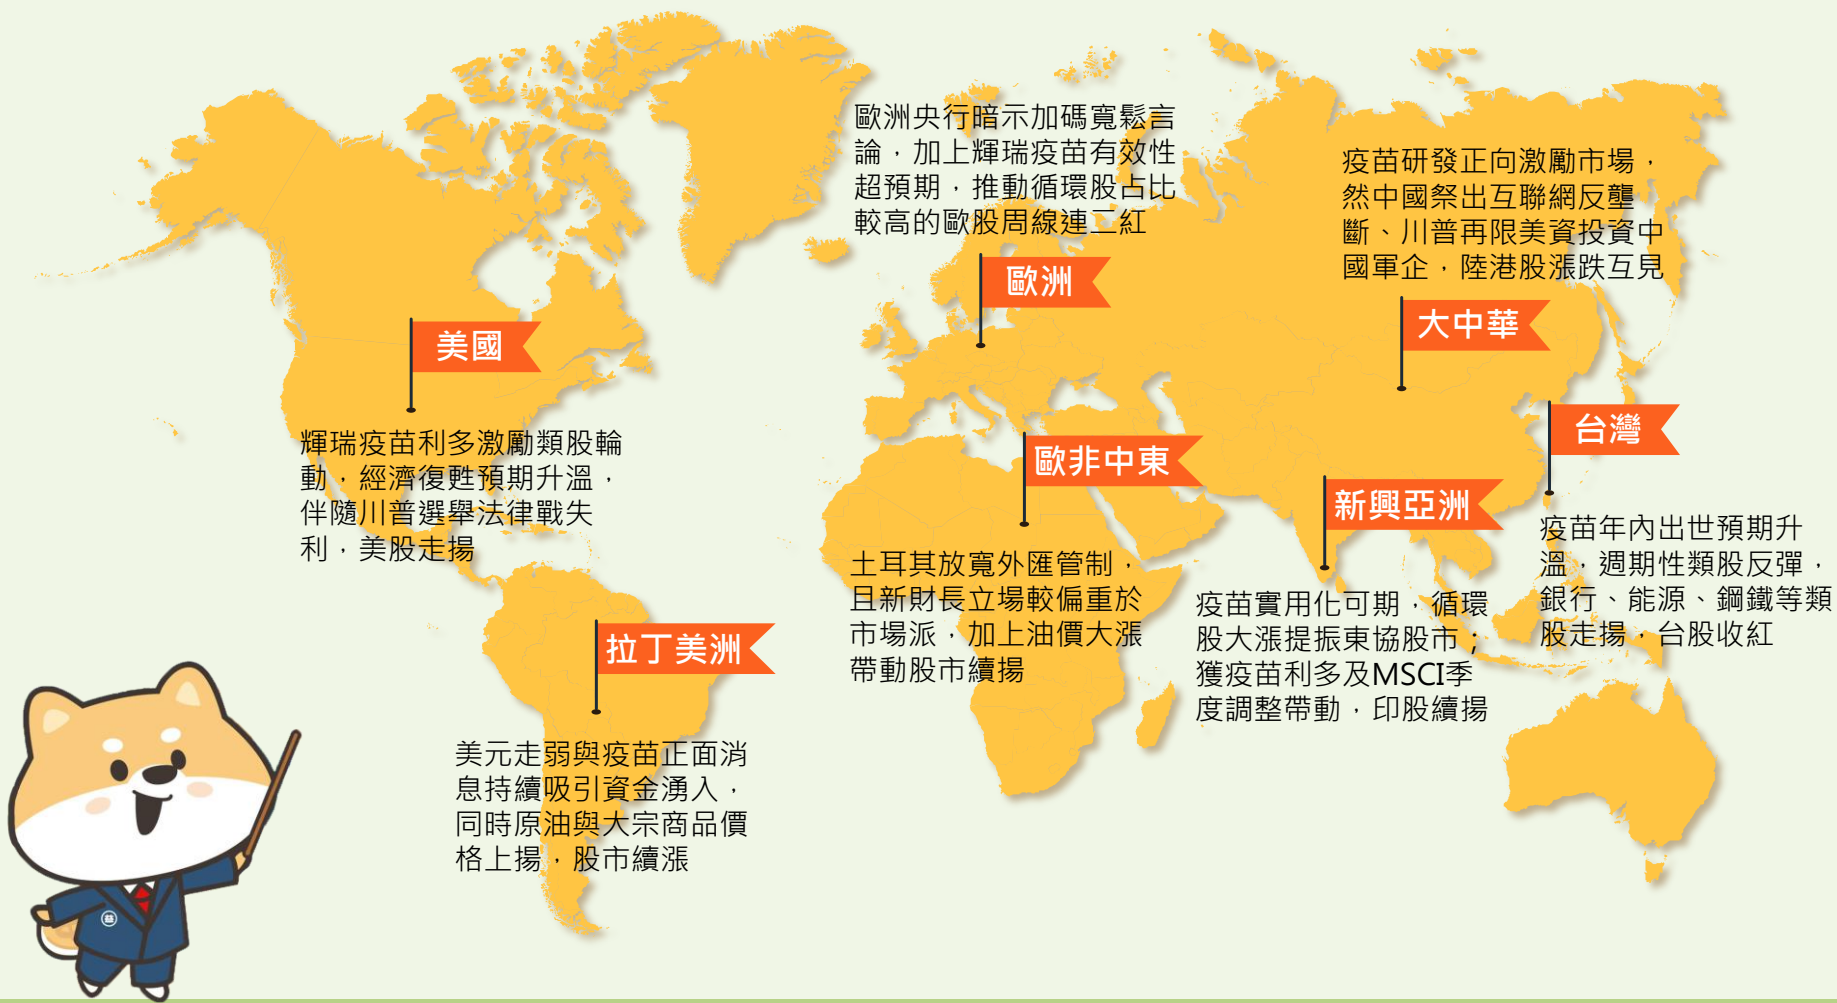 歐洲央行暗示加碼寬鬆言
論，加上輝瑞疫苗有效性
超預期，推動循環股占比
較高的歐股周線連二紅
歐洲
疫苗研發正向激勵市場，
然中國祭出互聯網反壟
斷、川普再限美資投資中
國軍企，陸港股漲跌互見
大中華
美國
輝瑞疫苗利多激勵類股輪
動，經濟復甦預期升溫，
伴隨川普選舉法律戰失
利，美股走揚
歐非中東
土耳其放寬外匯管制，
且新財長立場較偏重於
市場派，加上油價大漲
帶動股市續揚
新興亞洲
疫苗實用化可期，循環
股大漲提振東協股市；
獲疫苗利多及MSCI季
度調整帶動，印股續揚
台灣
疫苗年內出世預期升
溫，週期性類股反彈，
銀行、能源、鋼鐵等類
股走揚，台股收紅
拉丁美洲
美元走弱與疫苗正面消
息持續吸引資金湧入，
同時原油與大宗商品價
格上揚，股市續漲